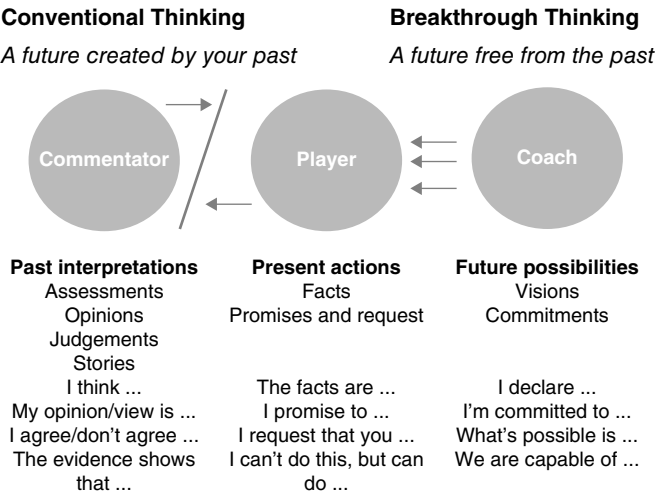 Conventional Thinking
A future created by your past
Breakthrough Thinking
A future free from the past
Commentator
Player
Coach
Past interpretations
Assessments
Opinions
Judgements
Stories
I think ...
My opinion/view is ...
I agree/don't agree ...
The evidence shows
that ...
Present actions
Facts
Promises and request
The facts are ...
I promise to ...
I request that you ...
I can't do this, but can
do ...
Future possibilities
Visions
Commitments
I declare ...
I'm committed to ...
What's possible is ...
We are capable of ...